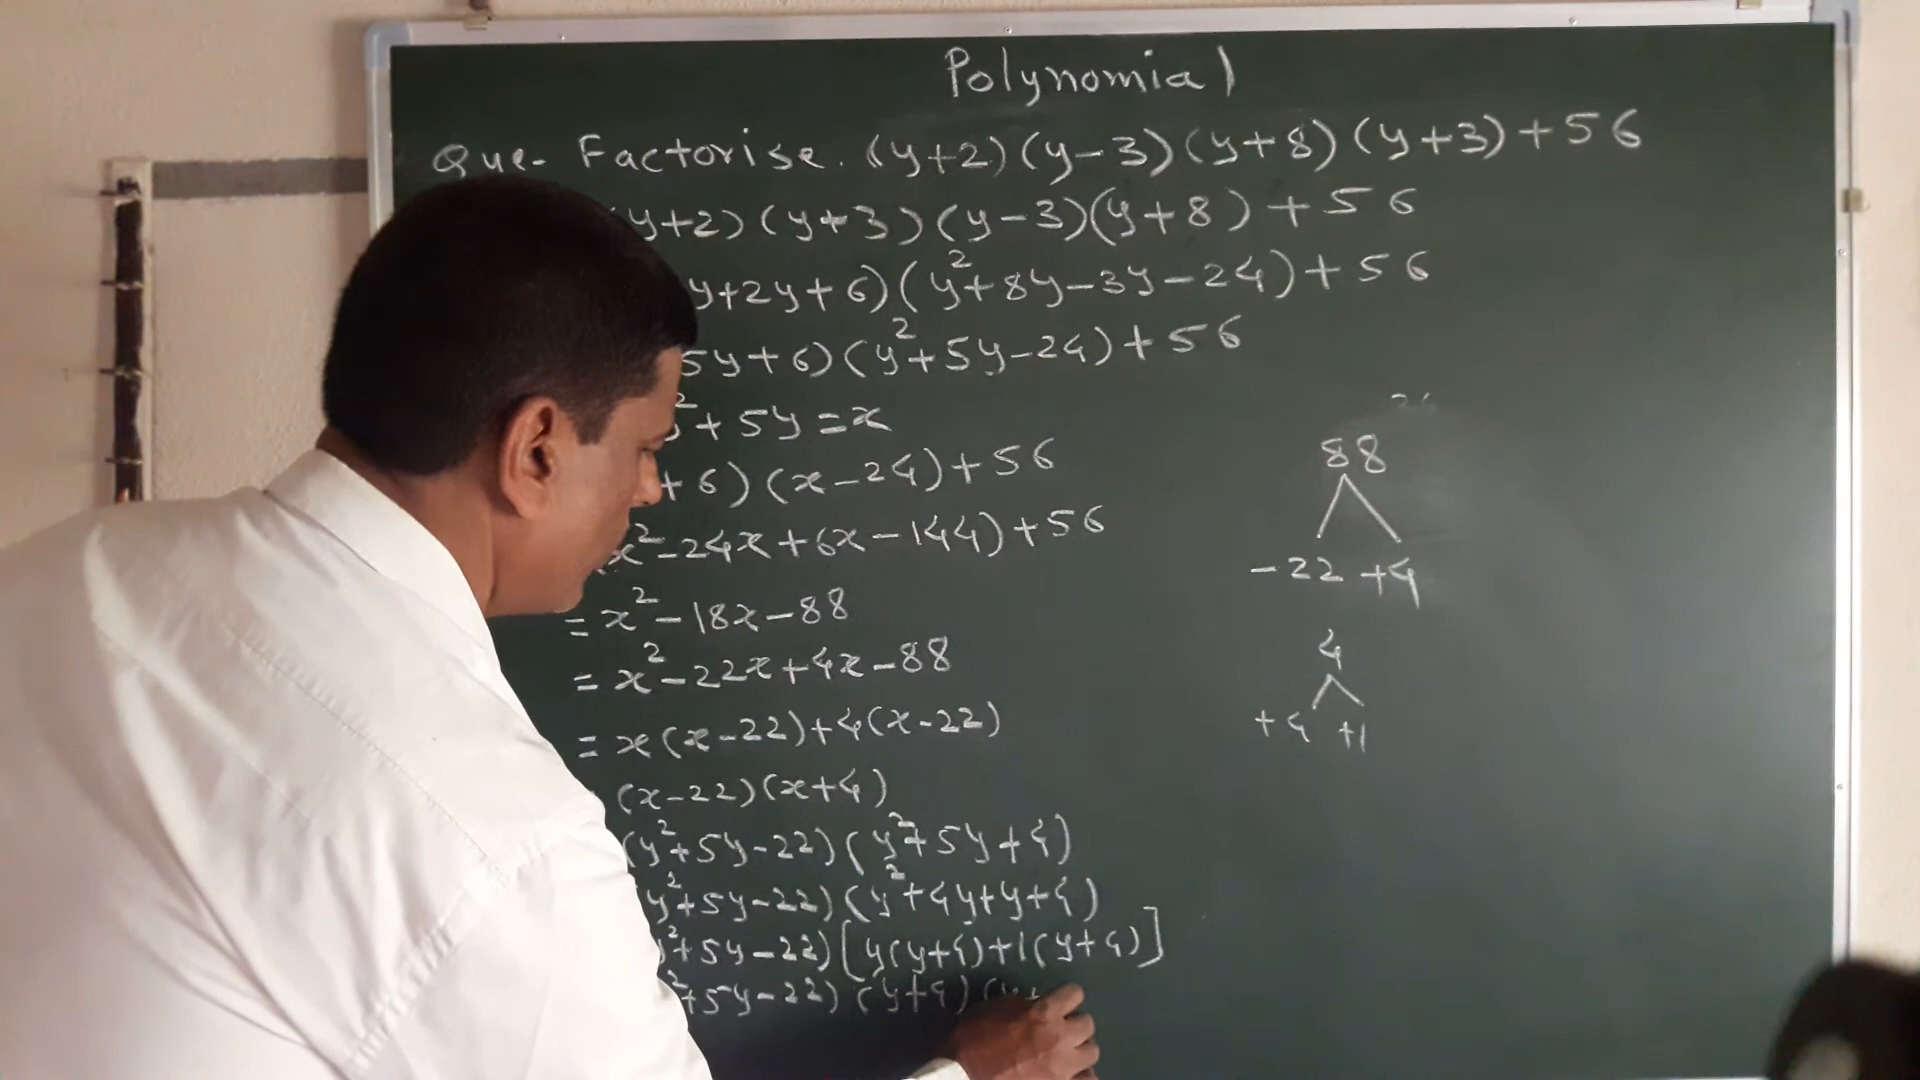 Polynomial
Que- Factorise. (y+2)(y-3)(y+8)(y+3)+56
y+2)(y+3)(y-3)(y+8)+56
y+2y+6)(y²+8y-3y-24)+56
5y+6)(y²+5y-24)+56
²+5y=x
+6)(x-24)+56
x²-24x+6x-144)+56
=x²-18x-88
=x²-22x+4x-88
=x(x-22)+4(x-22)
(x-22)(x+4)
(y²+5y-22)(y²+5y+4)
y²+5y-22)(y²+4y+y+4)
²+5y-22)[y(y+4)+1(y+4)]
²+5y-22)(y+4)(y+
88
-22 +4
4
+4 +1